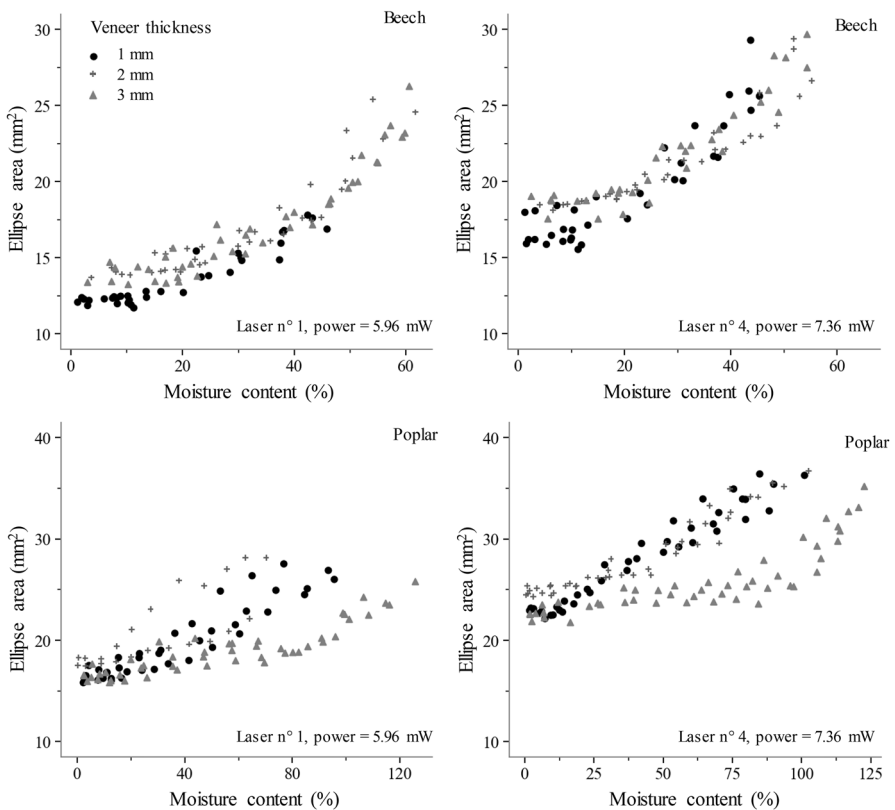 Beech
Veneer thickness
1 mm
2 mm
3 mm
30
25
20
15
10
Ellipse area (mm²)
Laser n° 1, power = 5.96 mW
0 20 40 60
Moisture content (%)
Beech
30
25
20
15
10
Ellipse area (mm²)
Laser n° 4, power = 7.36 mW
0 20 40 60
Moisture content (%)
Poplar
40
30
20
10
Ellipse area (mm²)
Laser n° 1, power = 5.96 mW
0 40 80 120
Moisture content (%)
Poplar
40
30
20
10
Ellipse area (mm²)
Laser n° 4, power = 7.36 mW
0 25 50 75 100 125
Moisture content (%)